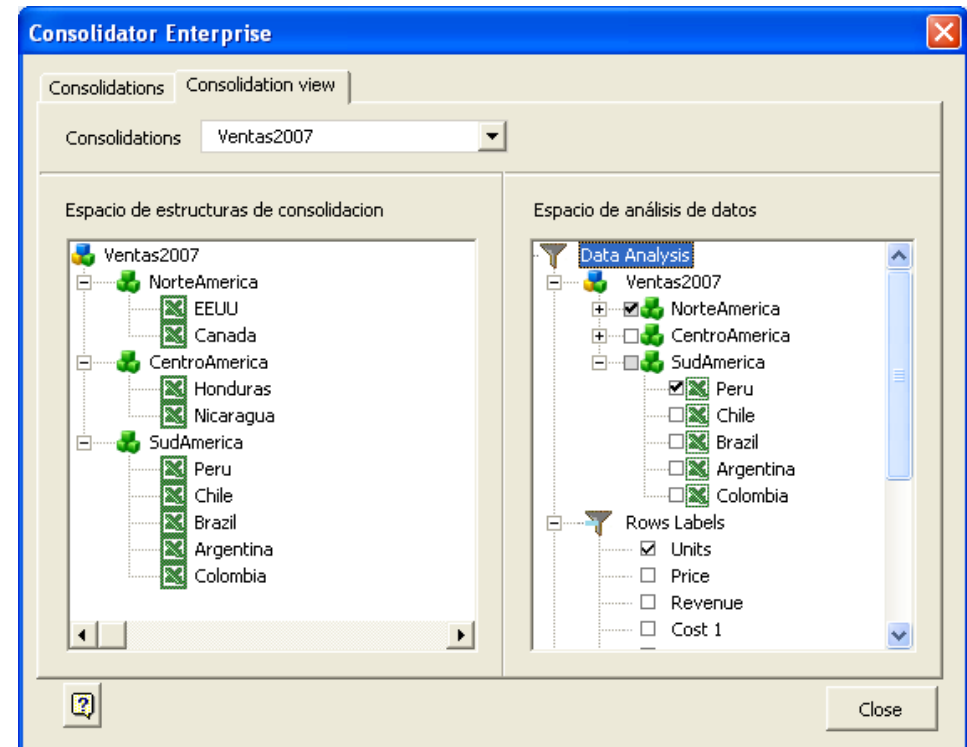 Consolidator Enterprise
Consolidations Consolidation view
Consolidations Ventas2007
Espacio de estructuras de consolidacion
Ventas2007
NorteAmerica
EEUU
Canada
CentroAmerica
Honduras
Nicaragua
SudAmerica
Peru
Chile
Brazil
Argentina
Colombia
Espacio de análisis de datos
Data Analysis
Ventas2007
NorteAmerica
CentroAmerica
SudAmerica
Peru
Chile
Brazil
Argentina
Colombia
Rows Labels
Units
Price
Revenue
Cost 1
Close